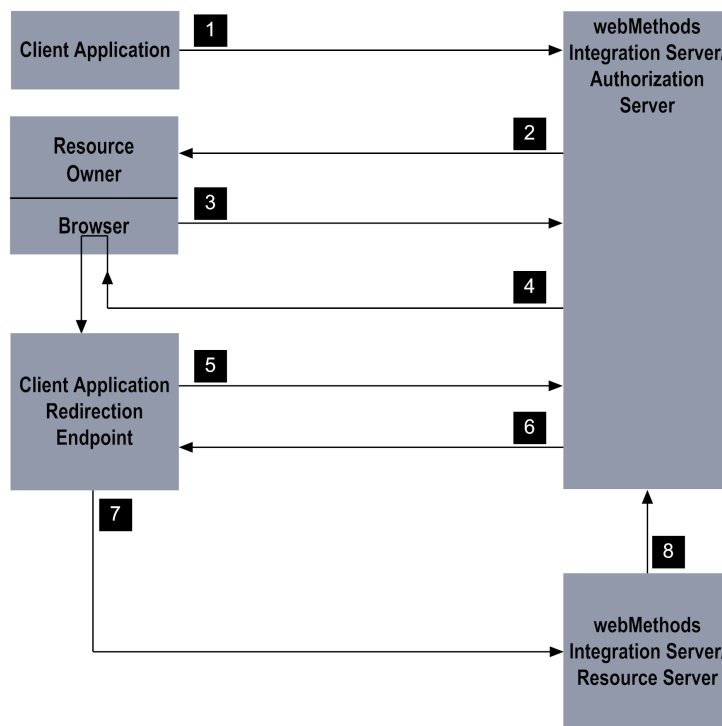 Client Application
1
webMethods
Integration Server/
Authorization
Server
Resource
Owner
2
Browser
3
4
Client Application
Redirection
Endpoint
5
6
7
8
webMethods
Integration Server/
Resource Server